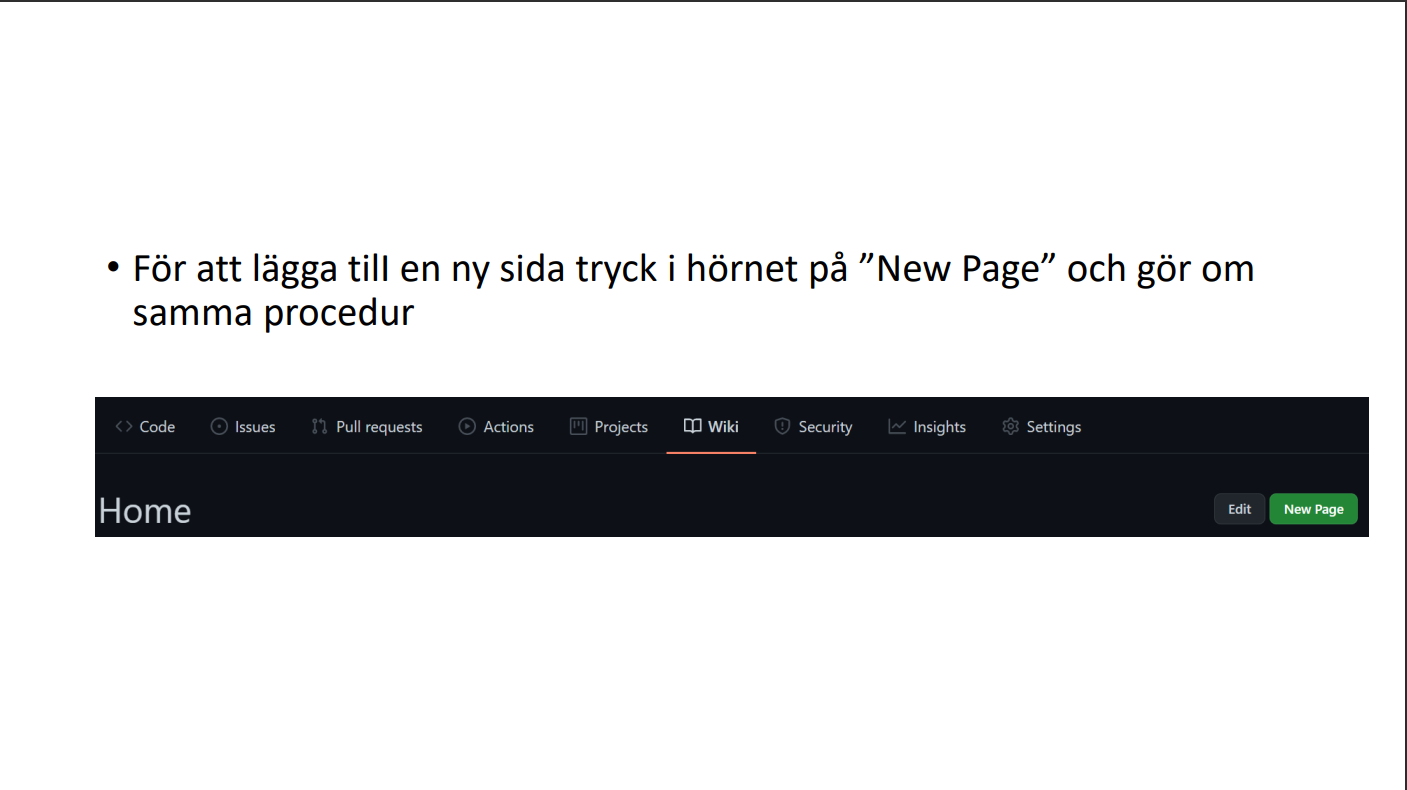 • För att lägga till en ny sida tryck i hörnet på ”New Page” och gör om
samma procedur
Code Issues Pull requests Actions Projects Wiki Security Insights Settings
Home Edit New Page